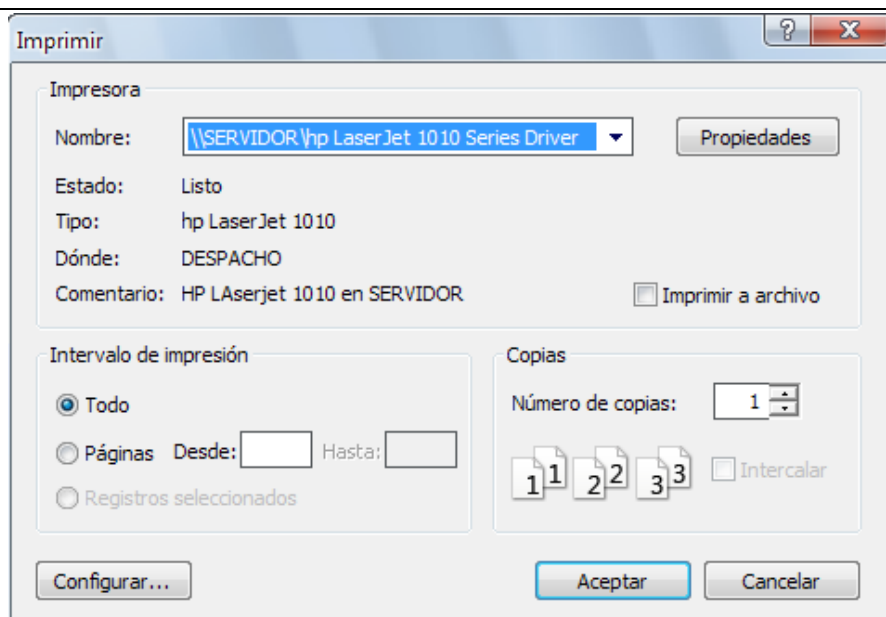 Imprimir
Impresora
Nombre: \\SERVIDOR\hp LaserJet 1010 Series Driver Propiedades
Estado: Listo
Tipo: hp LaserJet 1010
Dónde: DESPACHO
Comentario: HP LAserjet 1010 en SERVIDOR Imprimir a archivo
Intervalo de impresión
Todo
Páginas Desde: Hasta:
Registros seleccionados
Copias
Número de copias: 1
1 1 2 2 3 3 Intercalar
Configurar... Aceptar Cancelar